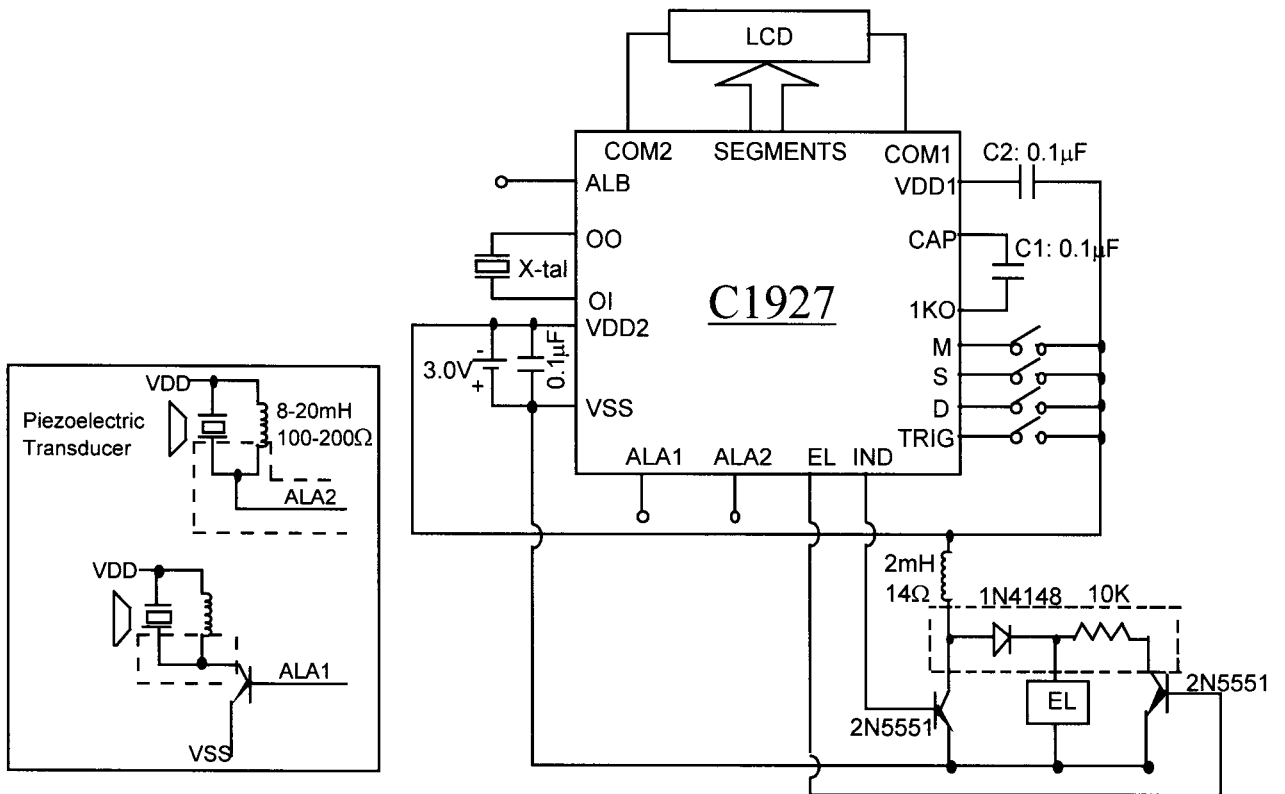 LCD
COM2 SEGMENTS COM1
C2: 0.1μF
ALB
VDD1
OO
CAP
X-tal
C1: 0.1μF
OI
C1927
1KO
VDD2
M
3.0V
-
+
0.1μF
S
D
VSS
TRIG
ALA1 ALA2 EL IND
VDD
Piezoelectric
Transducer
8-20mH
100-200Ω
ALA2
VDD
ALA1
VSS
2mH
14Ω
1N4148
10K
2N5551
EL
2N5551